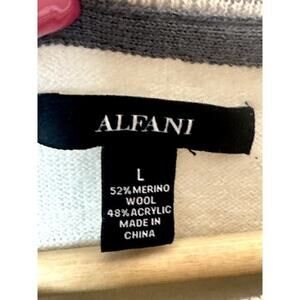 ALFANI
L
52% MERINO
WOOL
48% ACRYLIC
MADE IN
CHINA